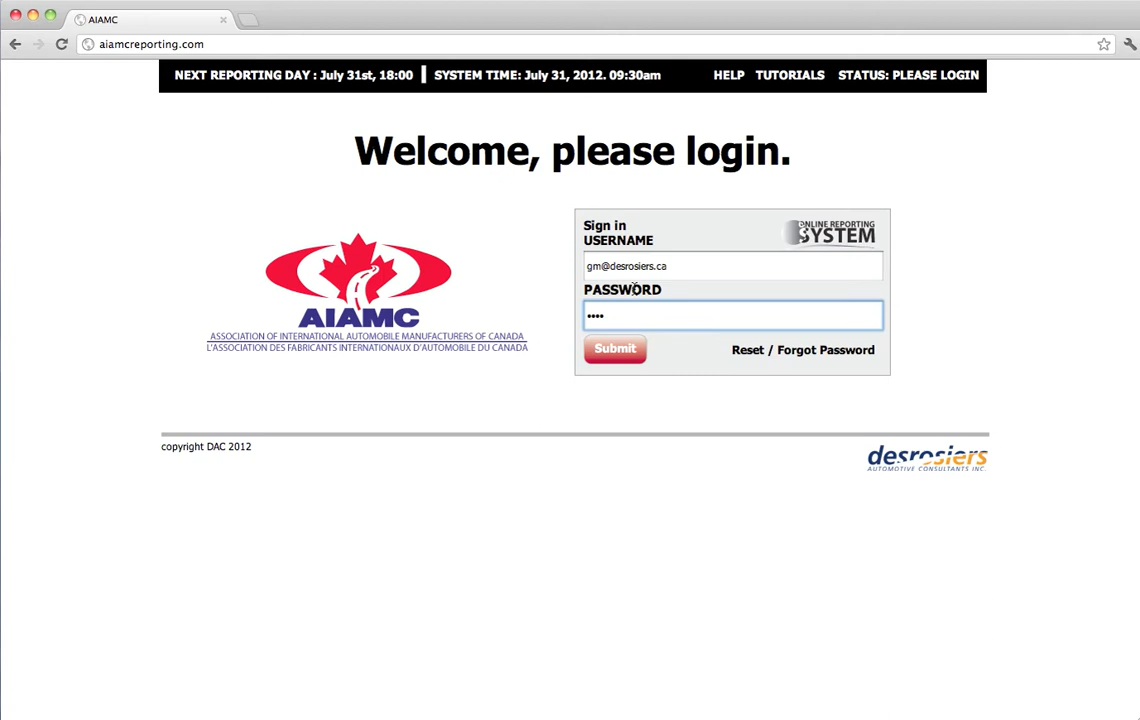 AIAMC
aiamcreporting.com
NEXT REPORTING DAY : July 31st, 18:00 | SYSTEM TIME: July 31, 2012. 09:30am HELP TUTORIALS STATUS: PLEASE LOGIN
Welcome, please login.
AIAMC
ASSOCIATION OF INTERNATIONAL AUTOMOBILE MANUFACTURERS OF CANADA
L'ASSOCIATION DES FABRICANTS INTERNATIONAUX D'AUTOMOBILE DU CANADA
Sign in
ONLINE REPORTING
SYSTEM
USERNAME
gm@desrosiers.ca
PASSWORD
••••
Submit
Reset / Forgot Password
copyright DAC 2012
desrosiers
AUTOMOTIVE CONSULTANTS INC.